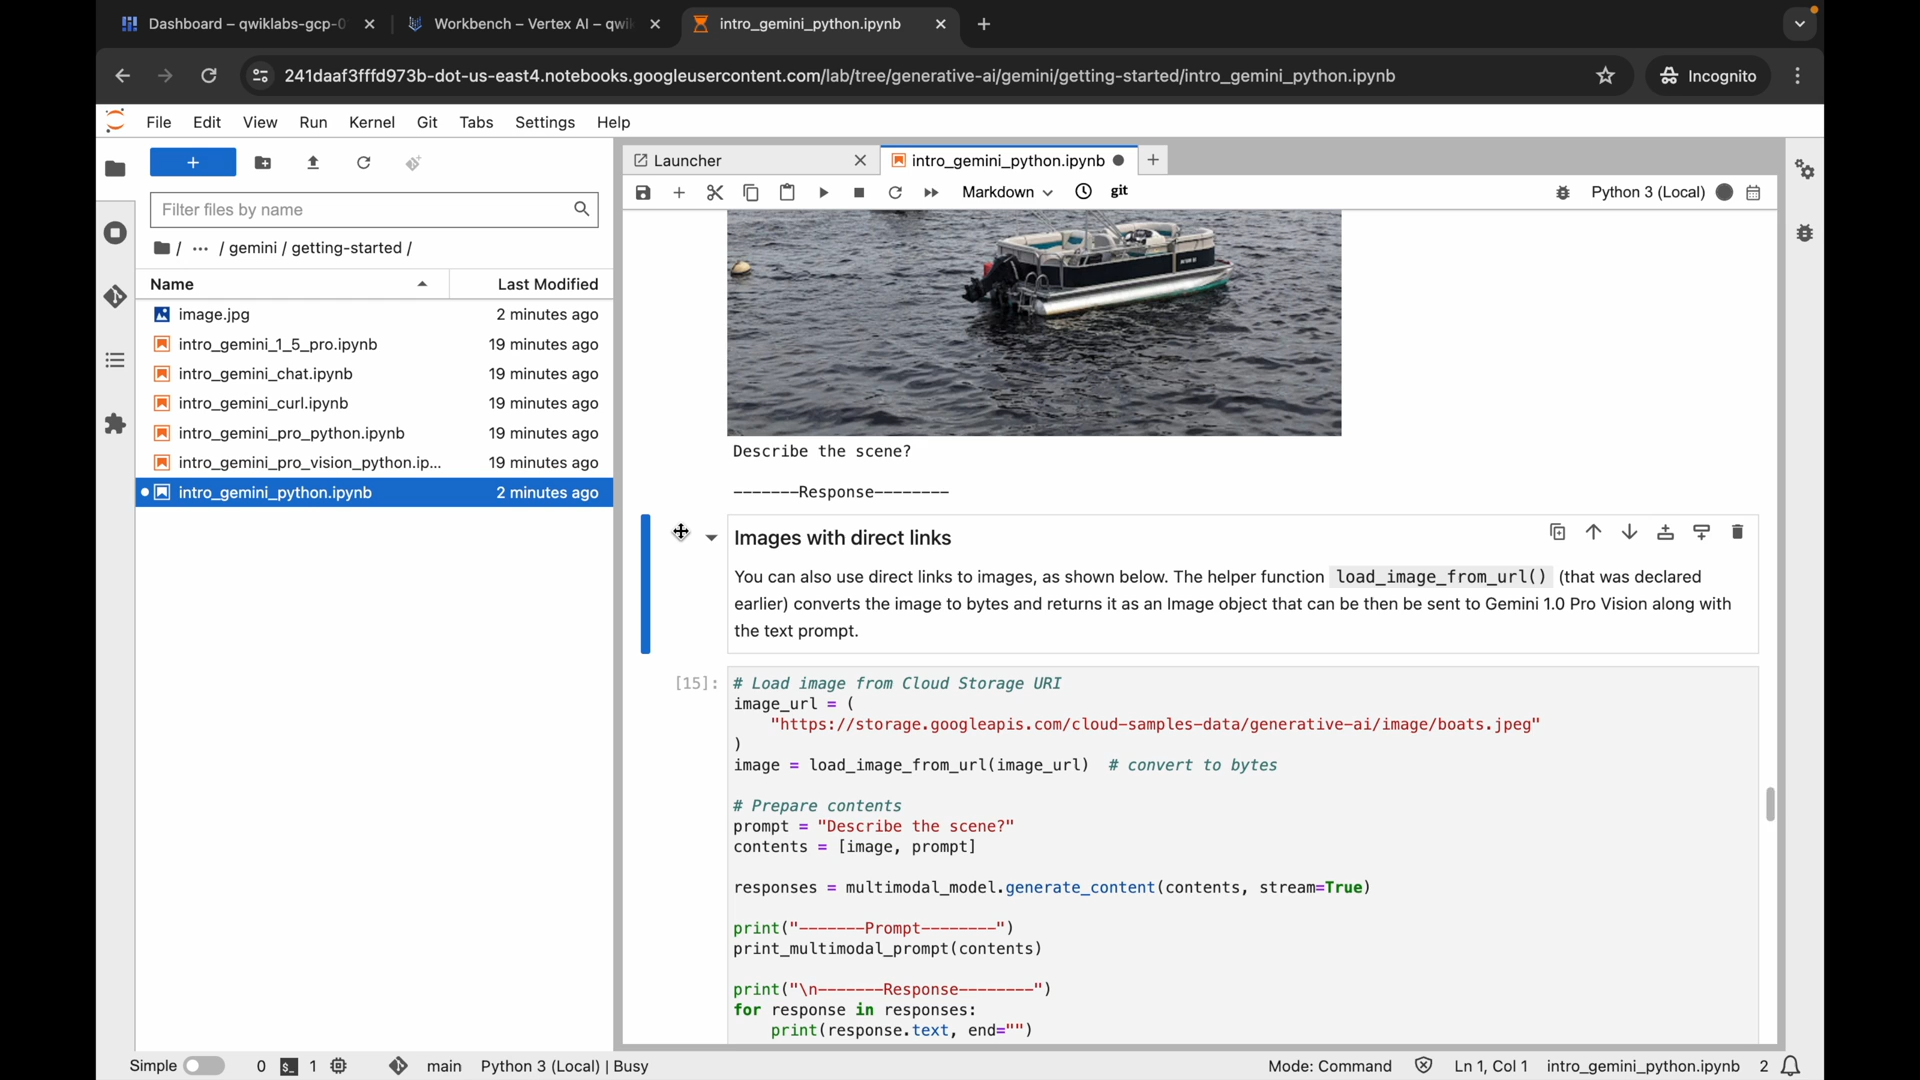 Dashboard – qwiklabs-gcp-0
Workbench – Vertex AI – qwik
intro_gemini_python.ipynb
241daaf3fffd973b-dot-us-east4.notebooks.googleusercontent.com/lab/tree/generative-ai/gemini/getting-started/intro_gemini_python.ipynb
Incognito
File Edit View Run Kernel Git Tabs Settings Help
Launcher
intro_gemini_python.ipynb
Markdown
git
Python 3 (Local)
Filter files by name
/ ··· / gemini / getting-started /
Name Last Modified
image.jpg 2 minutes ago
intro_gemini_1_5_pro.ipynb 19 minutes ago
intro_gemini_chat.ipynb 19 minutes ago
intro_gemini_curl.ipynb 19 minutes ago
intro_gemini_pro_python.ipynb 19 minutes ago
intro_gemini_pro_vision_python.ip... 19 minutes ago
intro_gemini_python.ipynb 2 minutes ago
Describe the scene?
-------Response--------
Images with direct links
You can also use direct links to images, as shown below. The helper function load_image_from_url() (that was declared
earlier) converts the image to bytes and returns it as an Image object that can be then be sent to Gemini 1.0 Pro Vision along with
the text prompt.
[15]: # Load image from Cloud Storage URI
image_url = (
"https://storage.googleapis.com/cloud-samples-data/generative-ai/image/boats.jpeg"
)
image = load_image_from_url(image_url) # convert to bytes
# Prepare contents
prompt = "Describe the scene?"
contents = [image, prompt]
responses = multimodal_model.generate_content(contents, stream=True)
print("-------Prompt--------")
print_multimodal_prompt(contents)
print("\n-------Response--------")
for response in responses:
print(response.text, end="")
Simple 0 1 main Python 3 (Local) | Busy Mode: Command Ln 1, Col 1 intro_gemini_python.ipynb 2